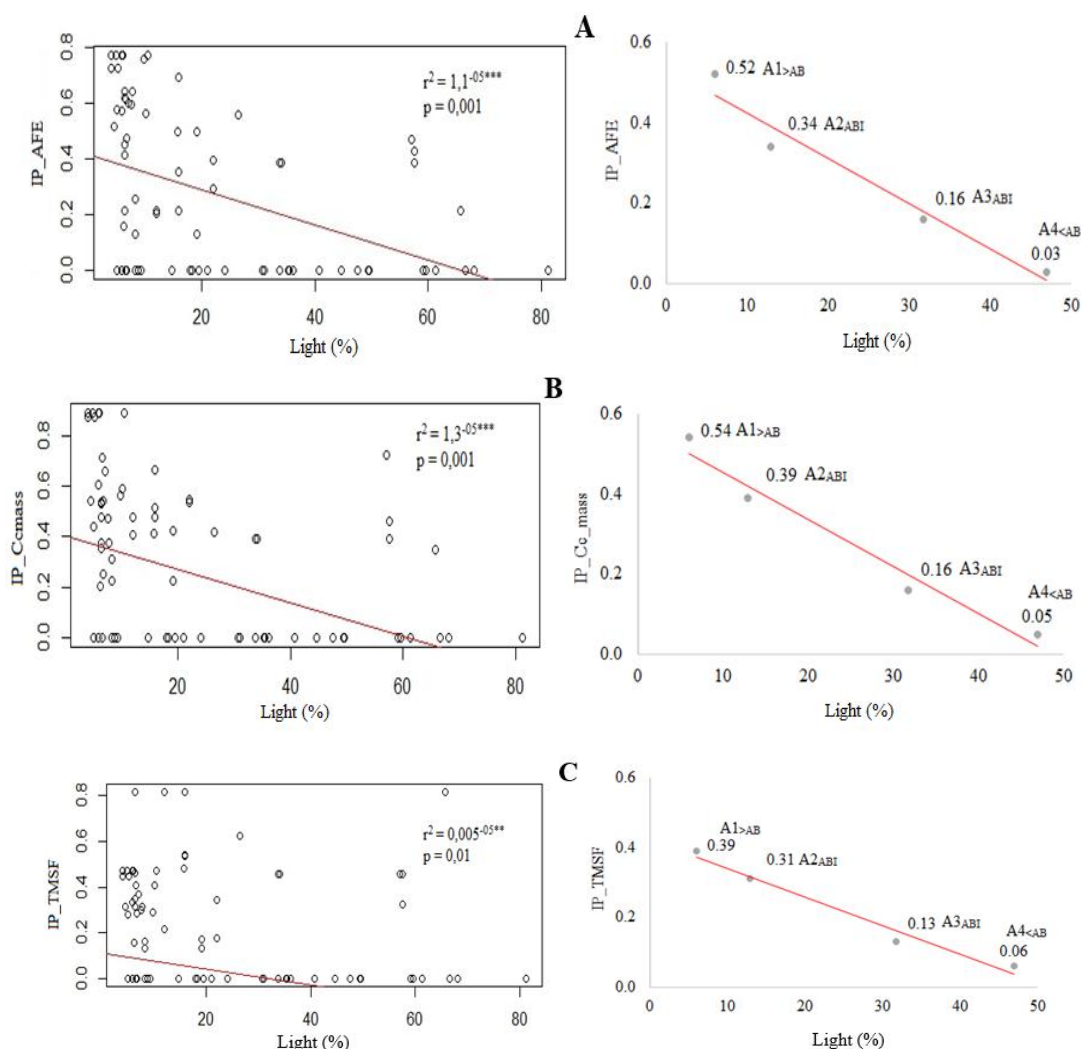 A
IP_AFE
0.0 0.2 0.4 0.6 0.8
r² = 1,1⁻⁰⁵***
p = 0,001
20 40 60 80
Light (%)
IP_AFE
0.6
0.4
0.2
0.0
0.52 A1>AB
0.34 A2ABI
0.16 A3ABI
A4<AB
0.03
0 10 20 30 40 50
Light (%)
B
IP_Ccmass
0.0 0.2 0.4 0.6 0.8
r² = 1,3⁻⁰⁵***
p = 0,001
20 40 60 80
Light (%)
IP_Cc_mass
0.6
0.4
0.2
0.0
0.54 A1>AB
0.39 A2ABI
0.16 A3ABI
A4<AB
0.05
0 10 20 30 40 50
Light (%)
C
IP_TMSF
0.0 0.2 0.4 0.6 0.8
r² = 0,005⁻⁰⁵**
p = 0,01
20 40 60 80
Light (%)
IP_TMSF
0.6
0.4
0.2
0.0
A1>AB
0.39
0.31 A2ABI
0.13 A3ABI
A4<AB
0.06
0 10 20 30 40 50
Light (%)